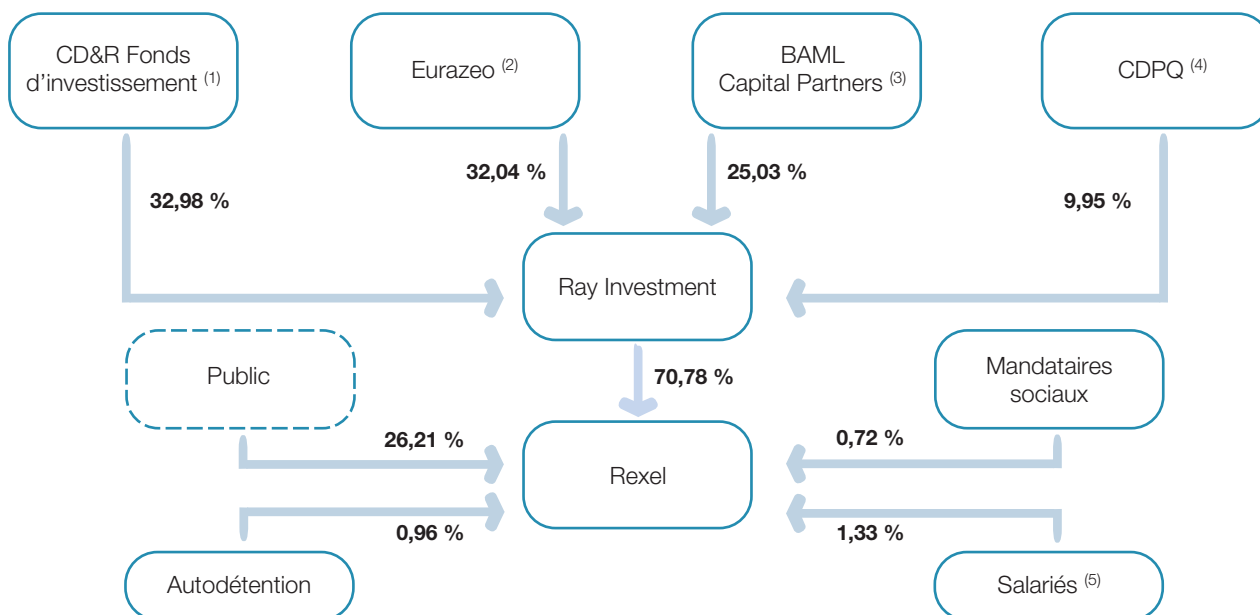 CD&R Fonds
d'investissement (1)
Eurazeo (2)
BAML
Capital Partners (3)
CDPQ (4)
32,98 %
32,04 %
25,03 %
9,95 %
Ray Investment
Public
70,78 %
Mandataires
sociaux
26,21 %
Rexel
0,72 %
0,96 %
1,33 %
Autodétention
Salariés (5)